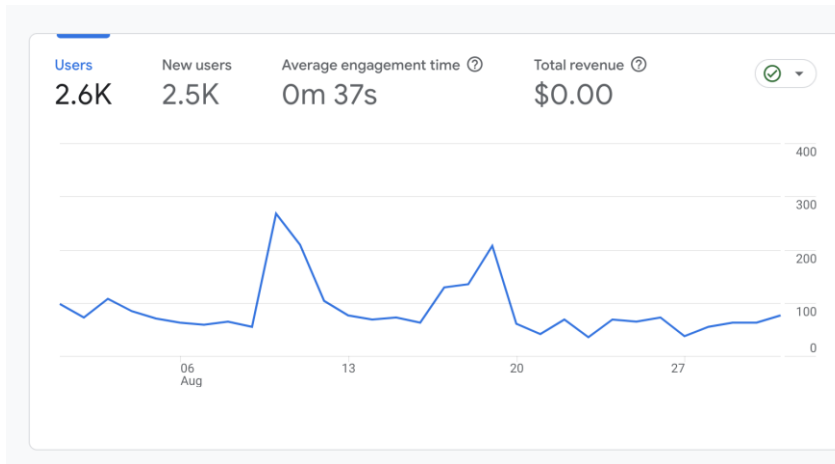 Users
2.6K
New users
2.5K
Average engagement time
0m 37s
Total revenue
$0.00
400
300
200
100
0
06
Aug
13
20
27